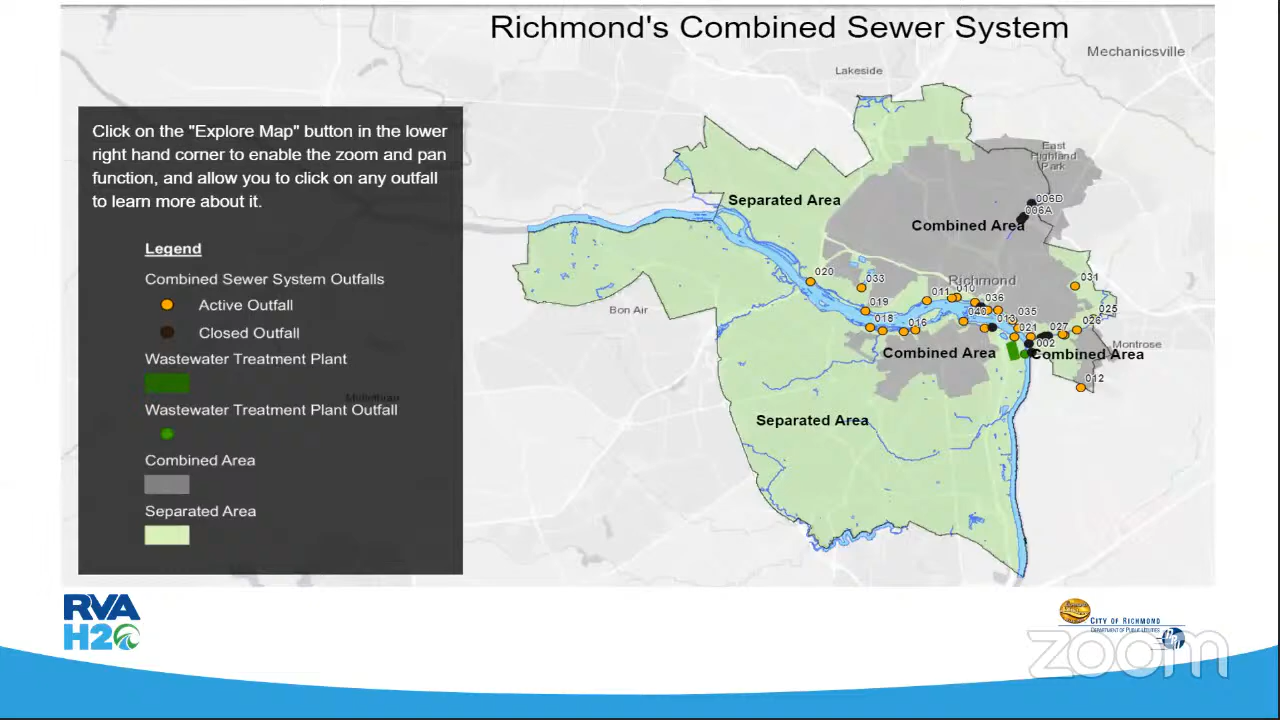 Richmond's Combined Sewer System
Mechanicsville
Lakeside
Click on the "Explore Map" button in the lower
right hand corner to enable the zoom and pan
function, and allow you to click on any outfall
to learn more about it.
Legend
Combined Sewer System Outfalls
Active Outfall
Closed Outfall
Wastewater Treatment Plant
Wastewater Treatment Plant Outfall
Combined Area
Separated Area
East
Highland
Park
Separated Area
006D
006A
Combined Area
020
033
Richmond
031
011
010
036
019
040
013
035
025
018
016
021
027
026
002
Montrose
Bon Air
Combined Area
Combined Area
012
Separated Area
RVA
H2O
CITY OF RICHMOND
DEPARTMENT OF PUBLIC UTILITIES
zoom